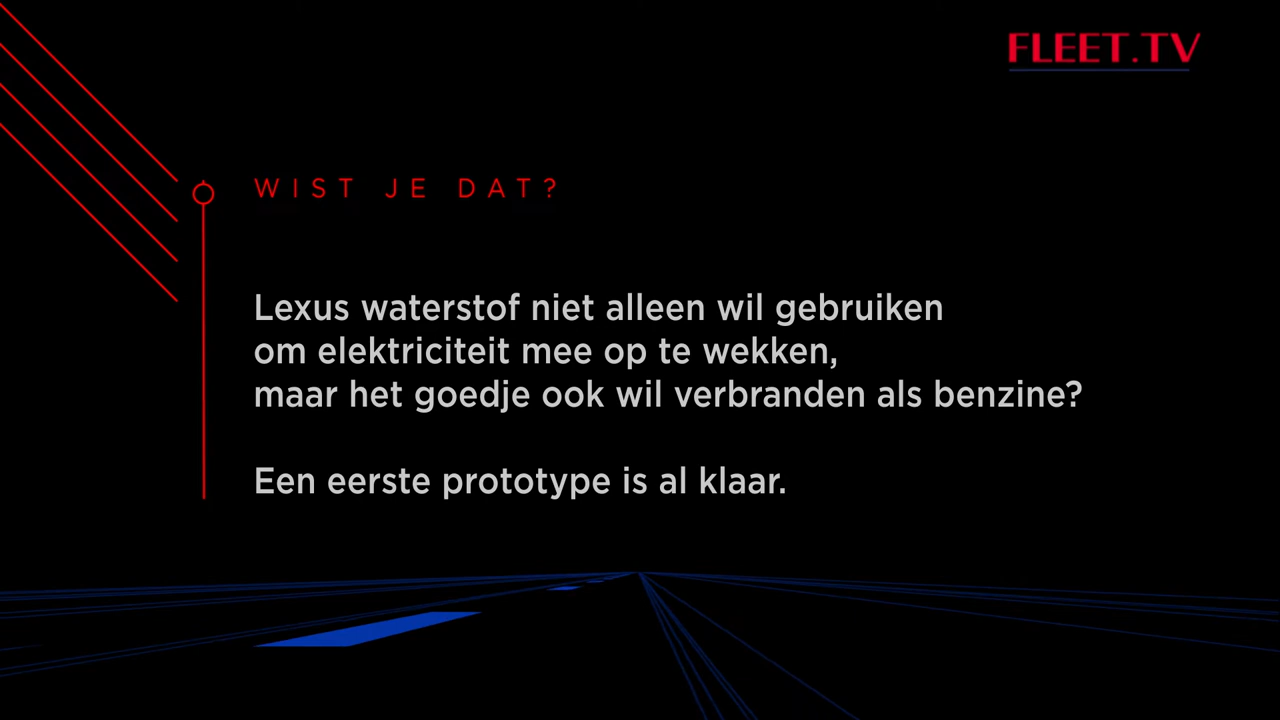 FLEET.TV
WIST JE DAT?
Lexus waterstof niet alleen wil gebruiken
om elektriciteit mee op te wekken,
maar het goedje ook wil verbranden als benzine?
Een eerste prototype is al klaar.